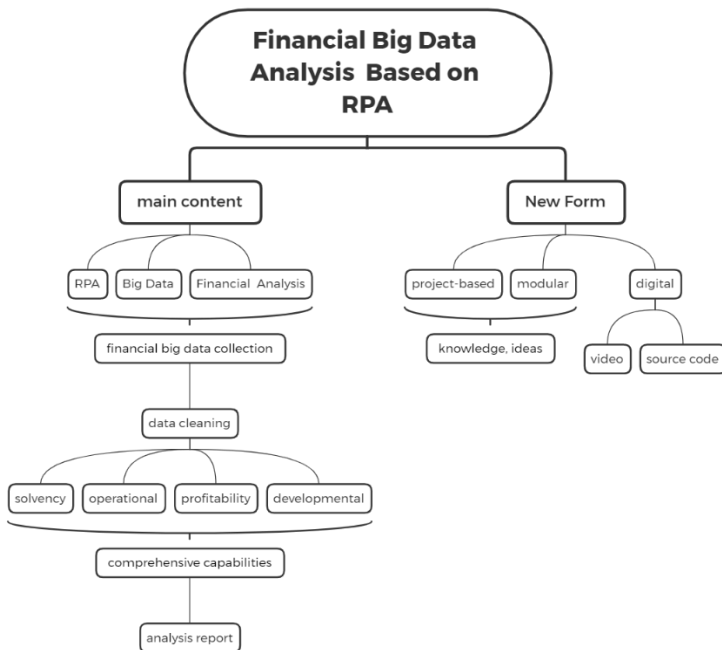 Financial Big Data
Analysis Based on
RPA
main content
New Form
RPA
Big Data
Financial Analysis
project-based
modular
digital
financial big data collection
knowledge, ideas
video
source code
data cleaning
solvency
operational
profitability
developmental
comprehensive capabilities
analysis report